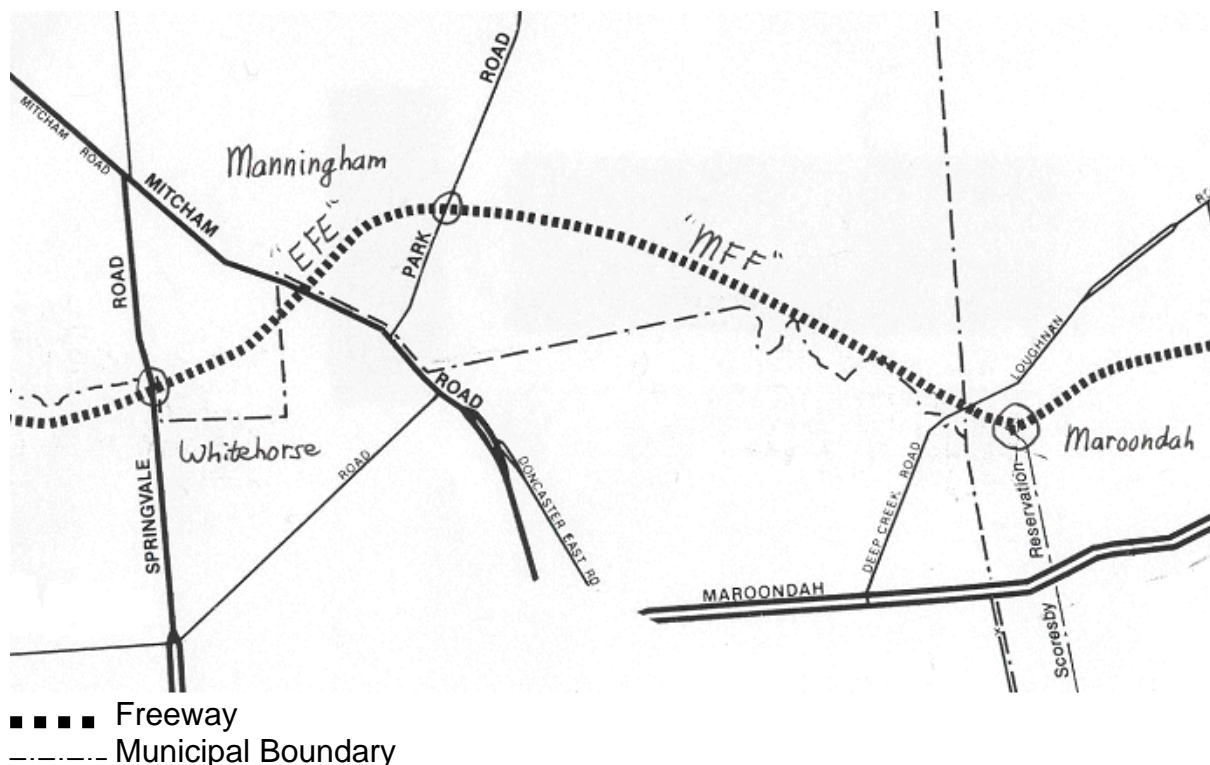 ROAD
MITCHAM
ROAD
Manningham
MITCHAM
"EFE"
PARK
"MFF"
ROAD
LOUGHNAN
Whitehorse
ROAD
ROAD
DONCASTER EAST RD
DEEP CREEK ROAD
Maroondah
SPRINGVALE
Reservation
MAROONDAH
Scoresby
Freeway
Municipal Boundary